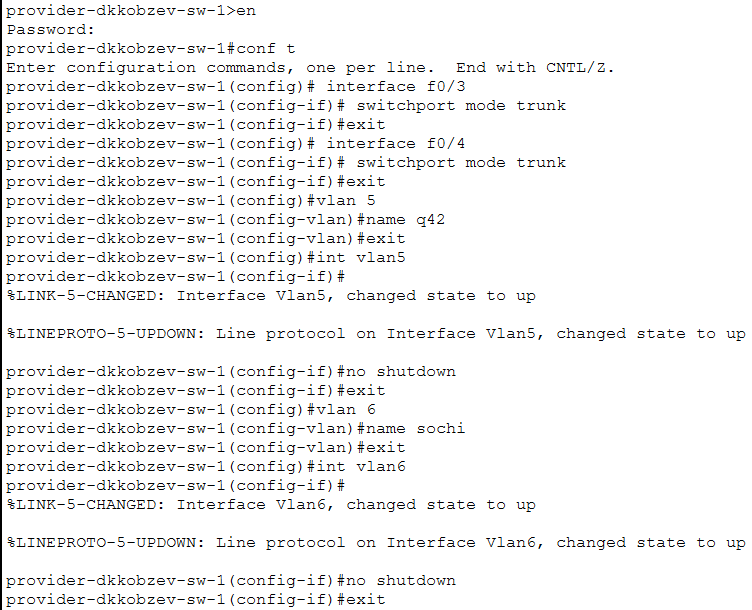 provider-dkkobzev-sw-1>en
Password:
provider-dkkobzev-sw-1#conf t
Enter configuration commands, one per line.  End with CNTL/Z.
provider-dkkobzev-sw-1(config)# interface f0/3
provider-dkkobzev-sw-1(config-if)# switchport mode trunk
provider-dkkobzev-sw-1(config-if)#exit
provider-dkkobzev-sw-1(config)# interface f0/4
provider-dkkobzev-sw-1(config-if)# switchport mode trunk
provider-dkkobzev-sw-1(config-if)#exit
provider-dkkobzev-sw-1(config)#vlan 5
provider-dkkobzev-sw-1(config-vlan)#name q42
provider-dkkobzev-sw-1(config-vlan)#exit
provider-dkkobzev-sw-1(config)#int vlan5
provider-dkkobzev-sw-1(config-if)#
%LINK-5-CHANGED: Interface Vlan5, changed state to up
%LINEPROTO-5-UPDOWN: Line protocol on Interface Vlan5, changed state to up
provider-dkkobzev-sw-1(config-if)#no shutdown
provider-dkkobzev-sw-1(config-if)#exit
provider-dkkobzev-sw-1(config)#vlan 6
provider-dkkobzev-sw-1(config-vlan)#name sochi
provider-dkkobzev-sw-1(config-vlan)#exit
provider-dkkobzev-sw-1(config)#int vlan6
provider-dkkobzev-sw-1(config-if)#
%LINK-5-CHANGED: Interface Vlan6, changed state to up
%LINEPROTO-5-UPDOWN: Line protocol on Interface Vlan6, changed state to up
provider-dkkobzev-sw-1(config-if)#no shutdown
provider-dkkobzev-sw-1(config-if)#exit